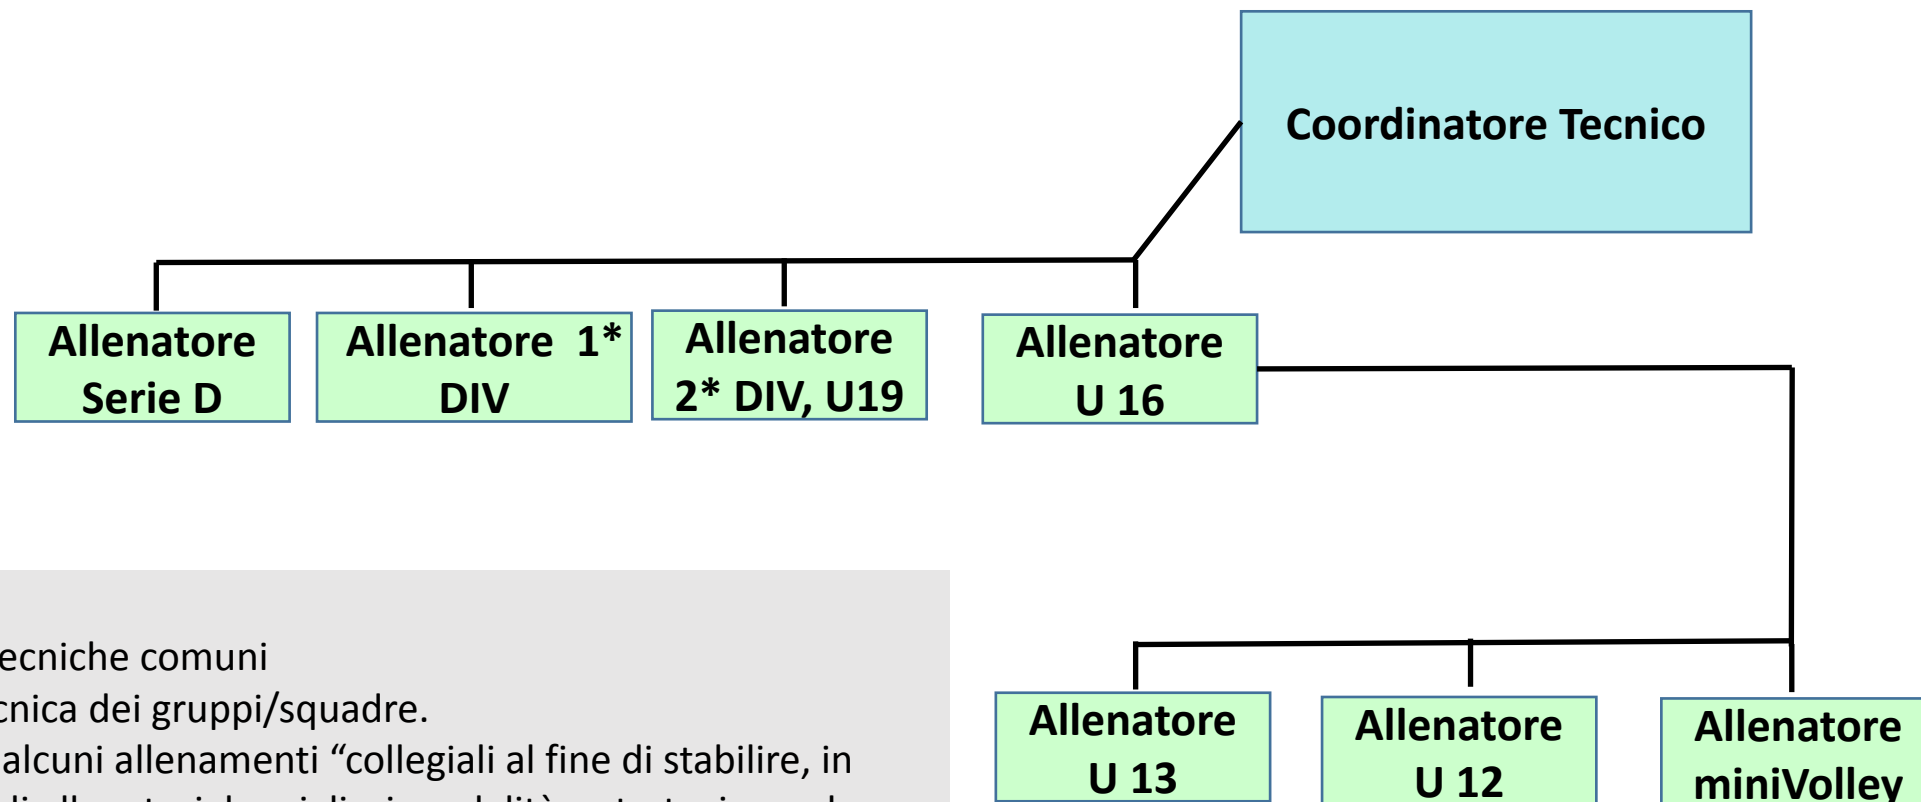 Coordinatore Tecnico
Allenatore
Serie D
Allenatore 1*
DIV
Allenatore
2* DIV, U19
Allenatore
U 16
ecniche comuni
cnica dei gruppi/squadre.
alcuni allenamenti “collegiali al fine di stabilire, in
Allenatore
U 13
Allenatore
U 12
Allenatore
miniVolley